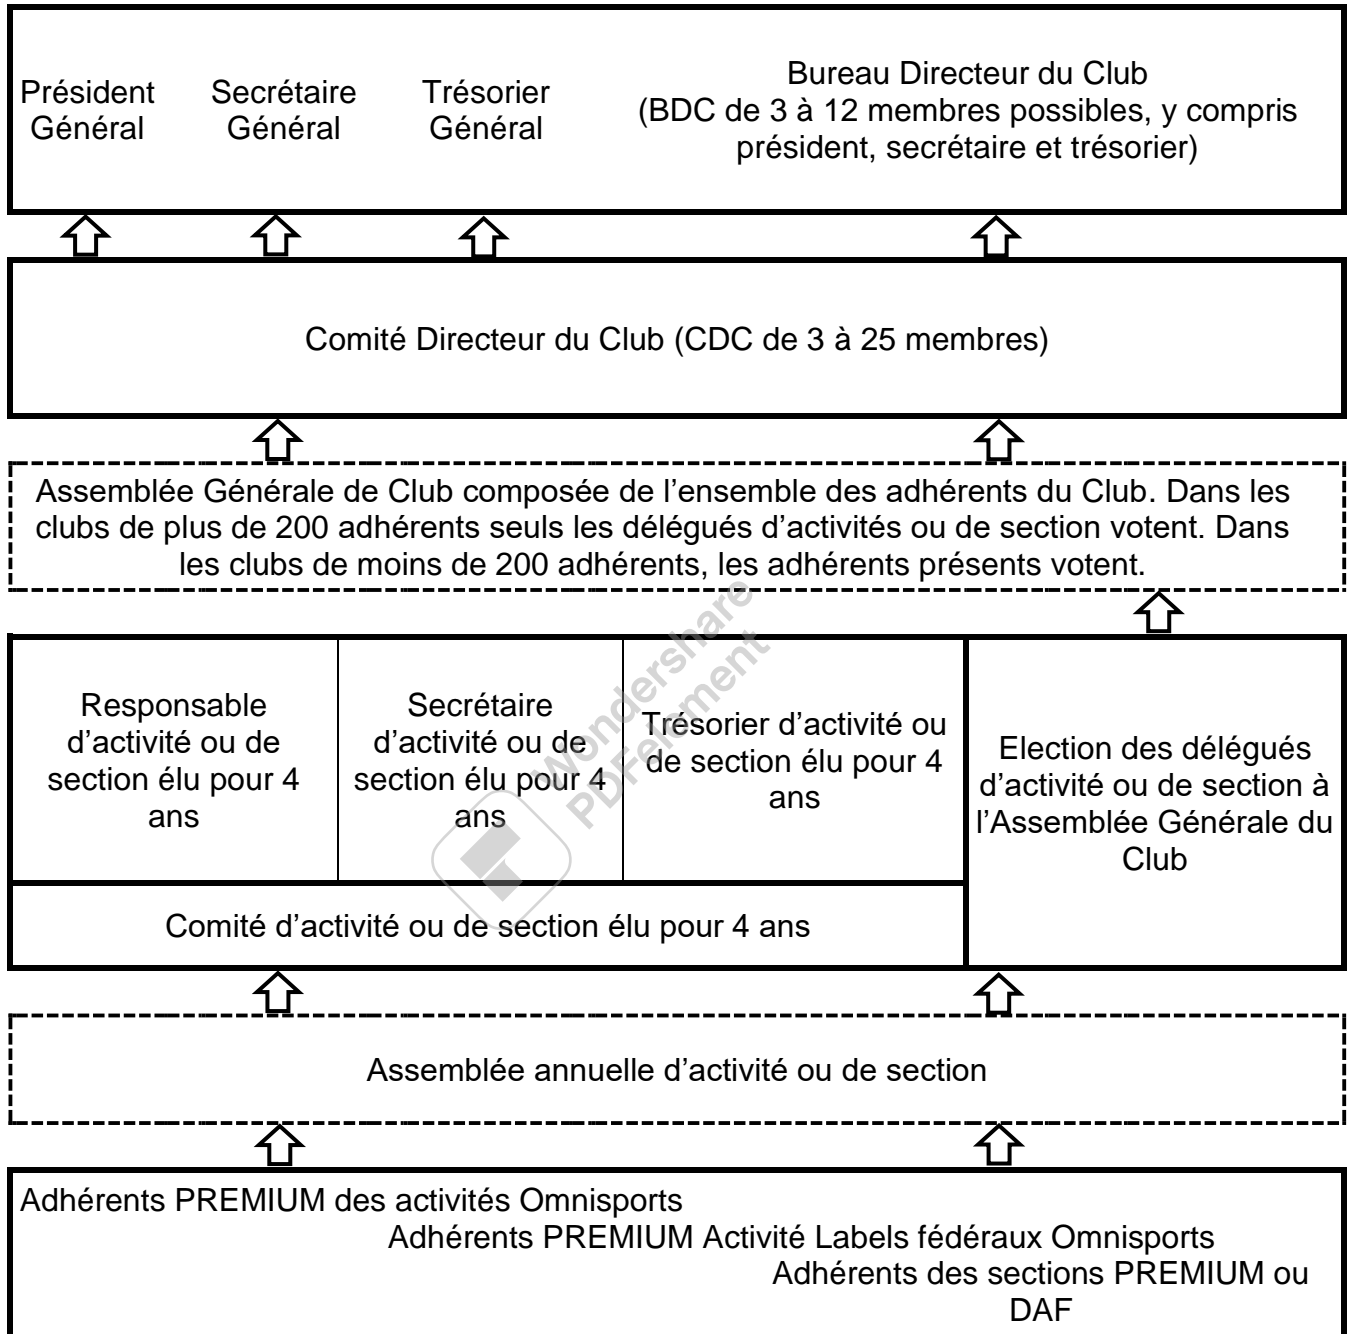 Président
Général
Secrétaire
Général
Trésorier
Général
Bureau Directeur du Club
(BDC de 3 à 12 membres possibles, y compris
président, secrétaire et trésorier)
Comité Directeur du Club (CDC de 3 à 25 membres)
Assemblée Générale de Club composée de l’ensemble des adhérents du Club. Dans les
clubs de plus de 200 adhérents seuls les délégués d’activités ou de section votent. Dans
les clubs de moins de 200 adhérents, les adhérents présents votent.
Responsable
d’activité ou de
section élu pour 4
ans
Secrétaire
d’activité ou de
section élu pour 4
ans
Trésorier d’activité ou
de section élu pour 4
ans
Election des délégués
d’activité ou de section à
l’Assemblée Générale du
Club
Comité d’activité ou de section élu pour 4 ans
Assemblée annuelle d’activité ou de section
Adhérents PREMIUM des activités Omnisports
Adhérents PREMIUM Activité Labels fédéraux Omnisports
Adhérents des sections PREMIUM ou
DAF
Wondershare
PDFelement